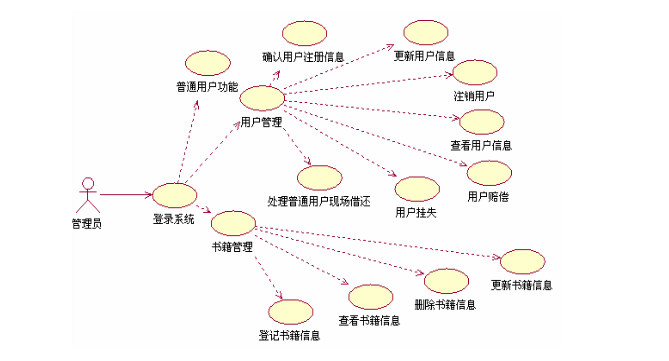 确认用户注册信息
更新用户信息
普通用户功能
注销用户
用户管理
查看用户信息
处理普通用户现场借还
用户赔偿
用户挂失
管理员
登录系统
书籍管理
更新书籍信息
删除书籍信息
查看书籍信息
登记书籍信息